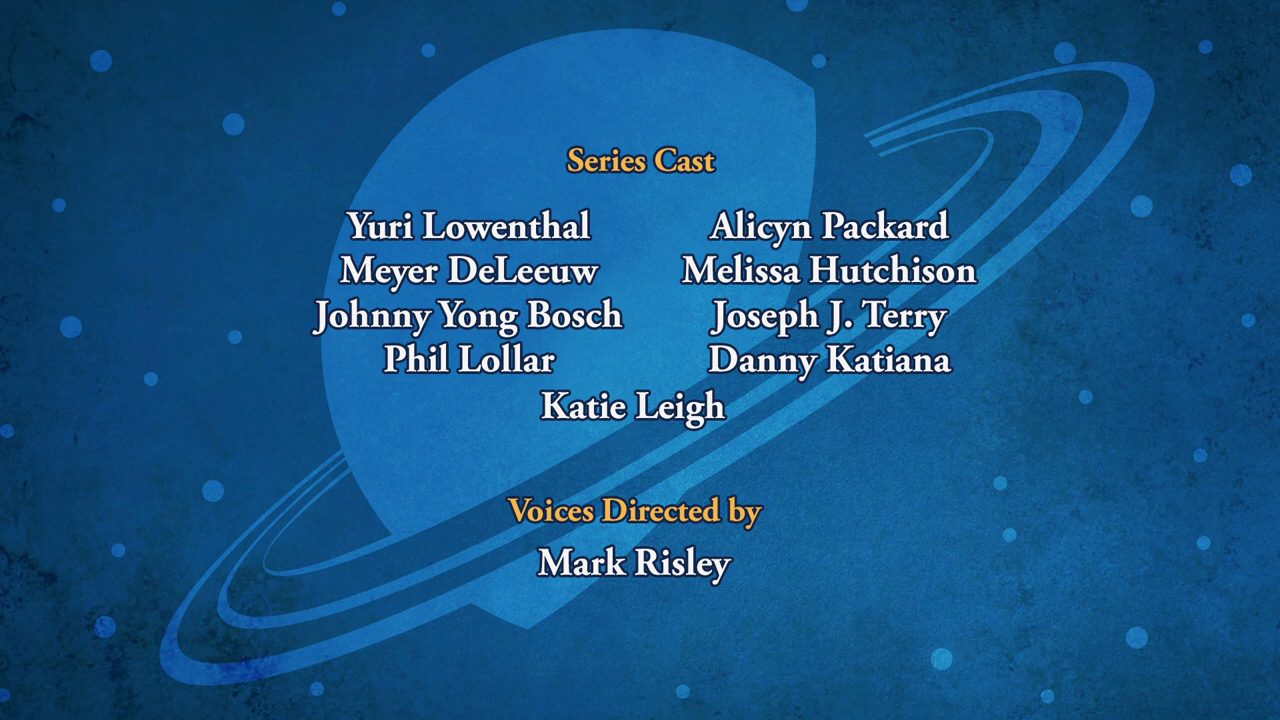 Series Cast
Yuri Lowenthal Alicyn Packard
Meyer DeLeeuw Melissa Hutchison
Johnny Yong Bosch Joseph J. Terry
Phil Lollar Danny Katiana
Katie Leigh
Voices Directed by
Mark Risley